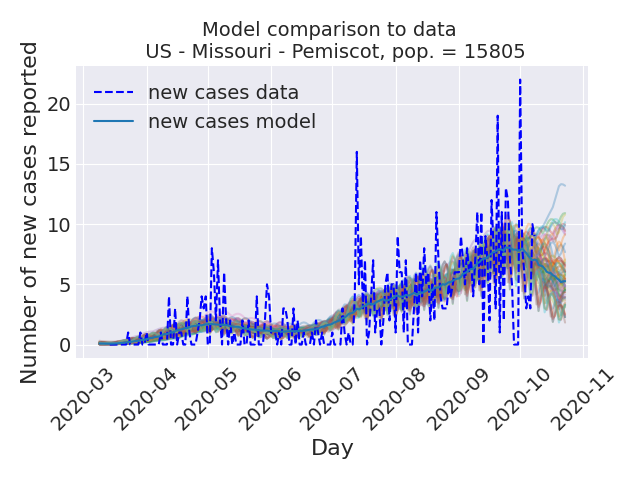 Model comparison to data
US - Missouri - Pemiscot, pop. = 15805
new cases data
new cases model
Number of new cases reported
20
15
10
5
0
2020-03
2020-04
2020-05
2020-06
2020-07
2020-08
2020-09
2020-10
2020-11
Day